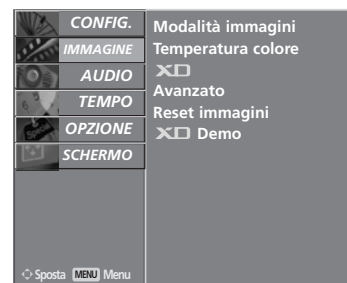 CONFIG.
IMMAGINE
AUDIO
TEMPO
OPZIONE
SCHERMO
Modalità immagini
Temperatura colore
XD
Avanzato
Reset immagini
XD Demo
Sposta MENU Menu